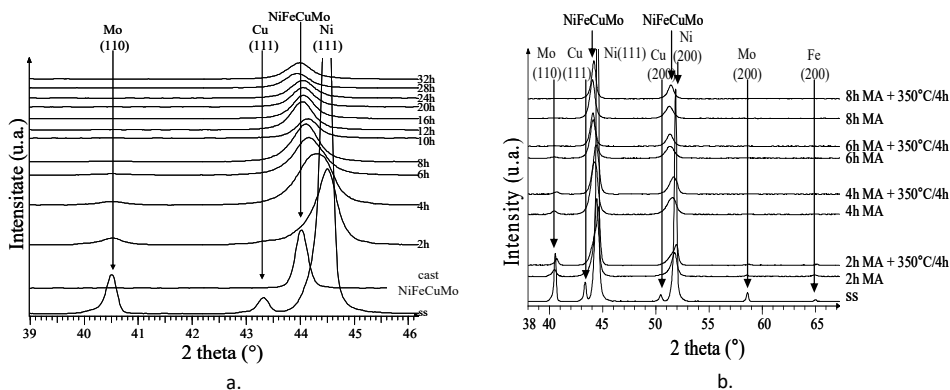 NiFeCuMo
Mo
(110)
Cu
(111)
Ni
(111)
Intensitate (u.a.)
32h
28h
24h
20h
16h
12h
10h
8h
6h
4h
2h
cast
NiFeCuMo
ss
39 40 41 42 43 44 45 46
2 theta (°)
a.
NiFeCuMo NiFeCuMo
Mo
(110)
Cu
(111)
Ni(111)
Cu
(200)
Ni
(200)
Mo
(200)
Fe
(200)
Intensity (u.a.)
8h MA + 350°C/4h
8h MA
6h MA + 350°C/4h
6h MA
4h MA + 350°C/4h
4h MA
2h MA + 350°C/4h
2h MA
ss
38 40 45 50 55 60 65
2 theta (°)
b.